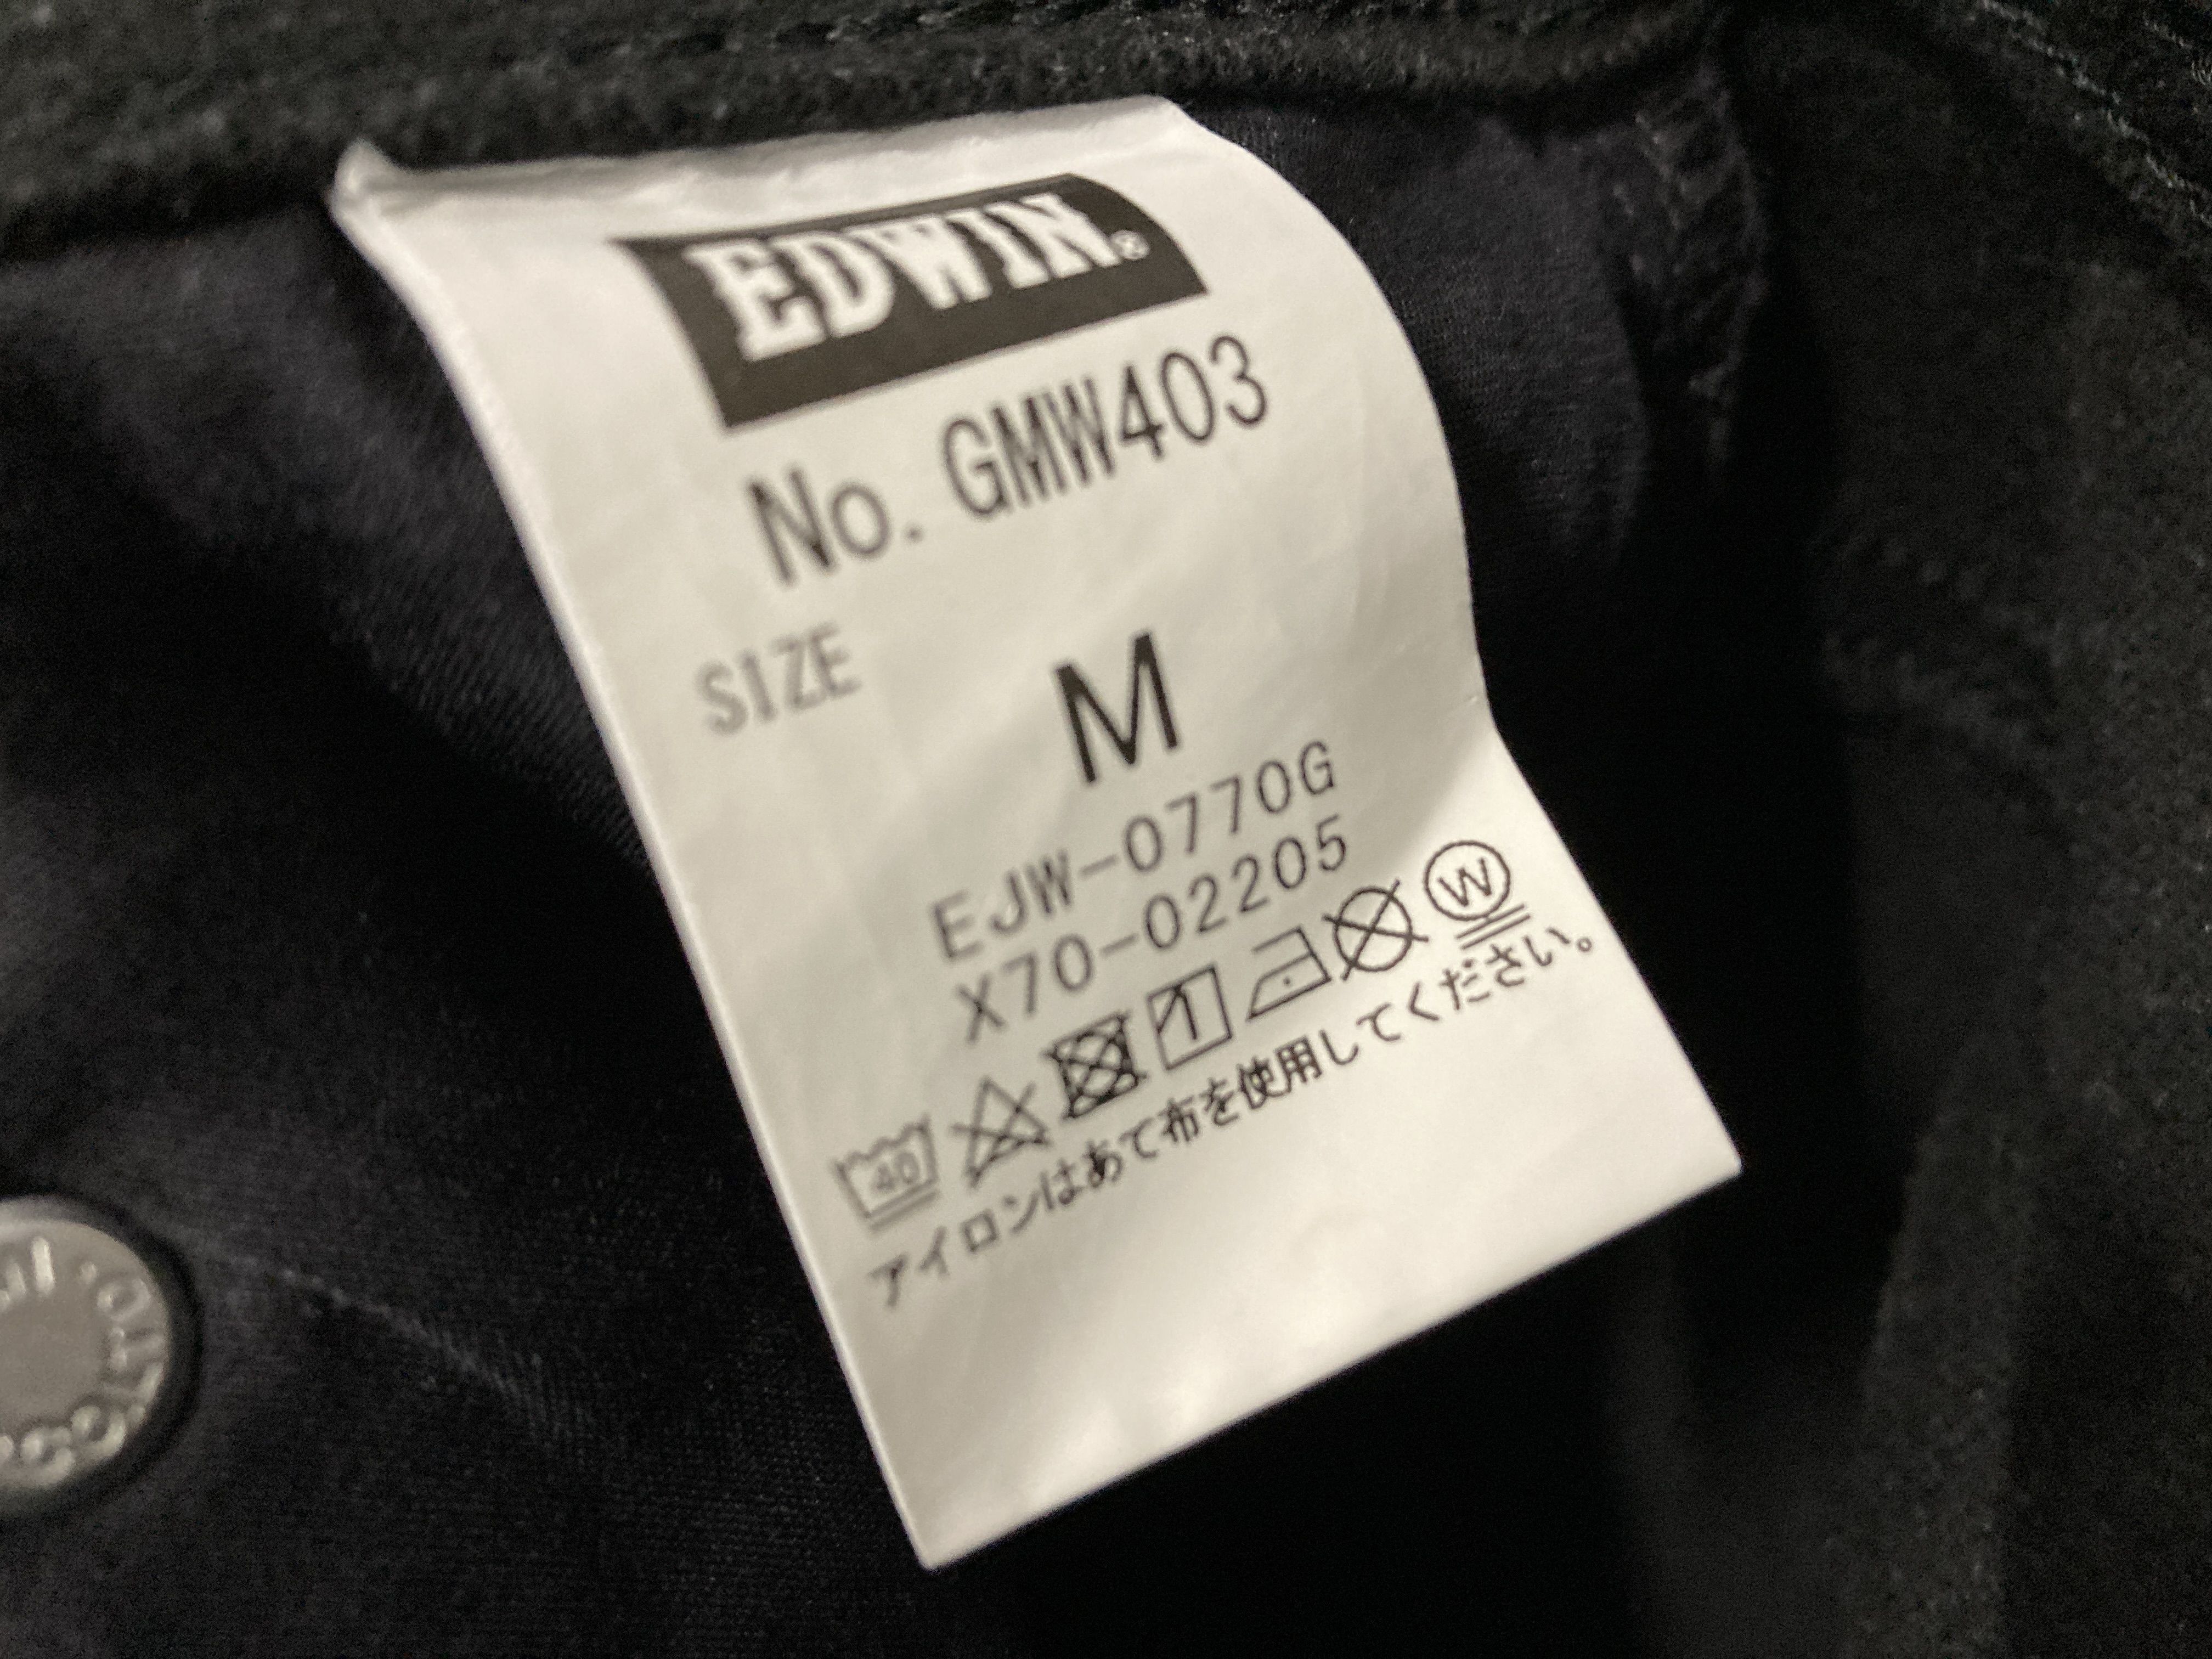 EDWIN®
No. GMW403
SIZE
M
EJW-0770G
X70-02205
40
W
アイロンはあて布を使用してください。